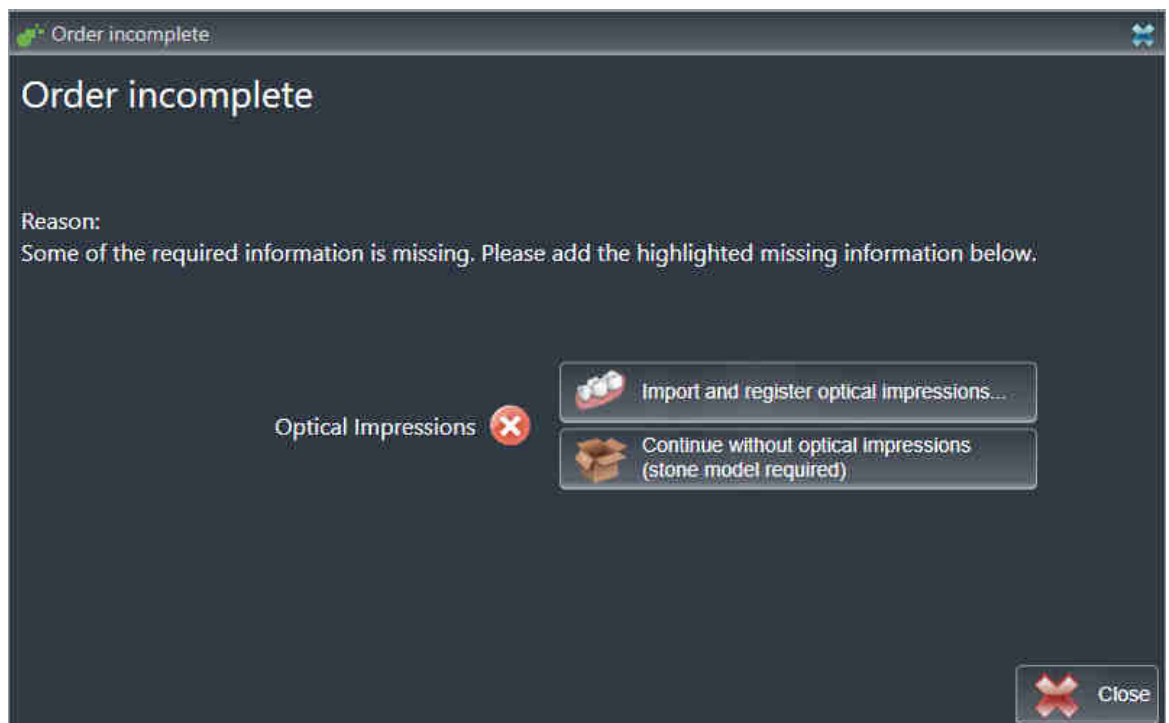 Order incomplete
Order incomplete
Reason:
Some of the required information is missing. Please add the highlighted missing information below.
Optical Impressions
Import and register optical impressions...
Continue without optical impressions
(stone model required)
Close